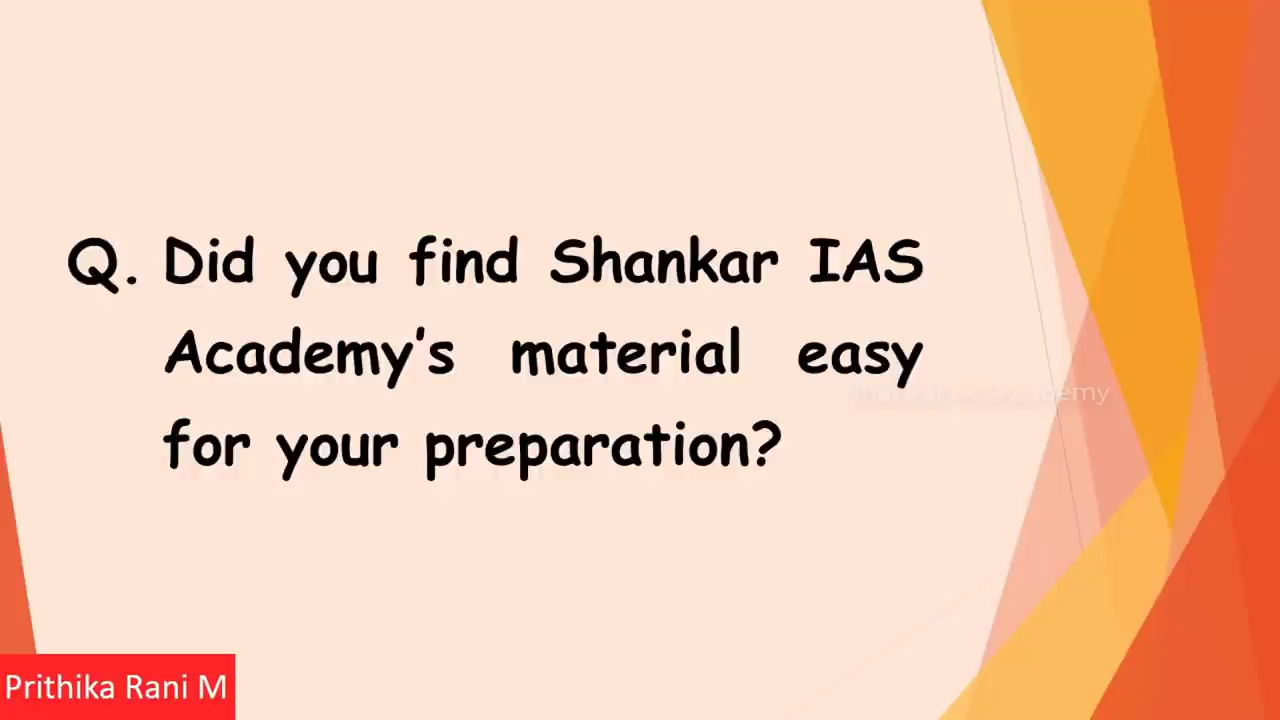 Q. Did you find Shankar IAS
Academy’s material easy
for your preparation?
Prithika Rani M